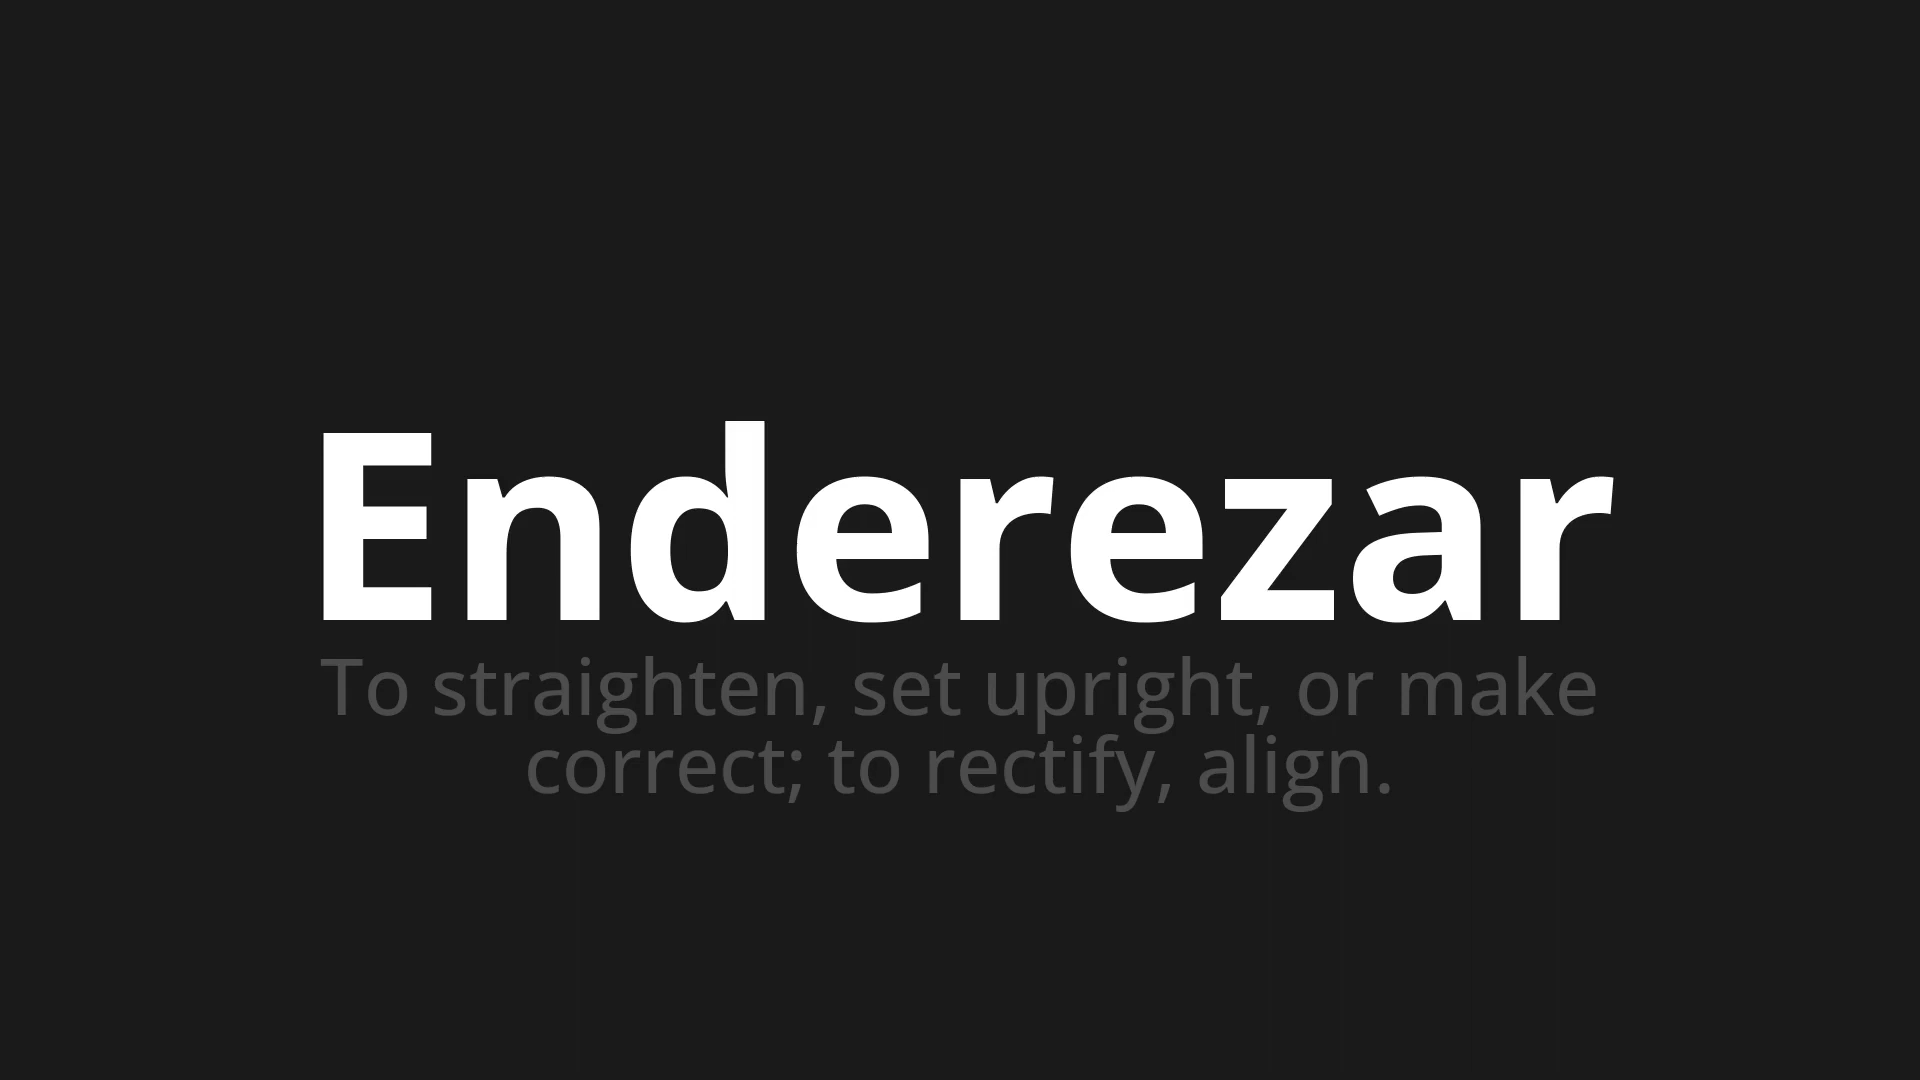 Enderezar
To straighten, set upright, or make
correct; to rectify, align.